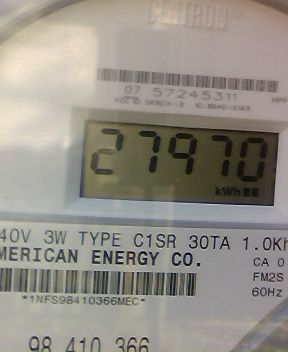 CENTRON®
07 57245311
27970
kWh
40V 3W TYPE C1SR 30TA 1.0Kh
MERICAN ENERGY CO.
CA 0
FM2S
60Hz
*1NFS98410366MEC*
98 410 366